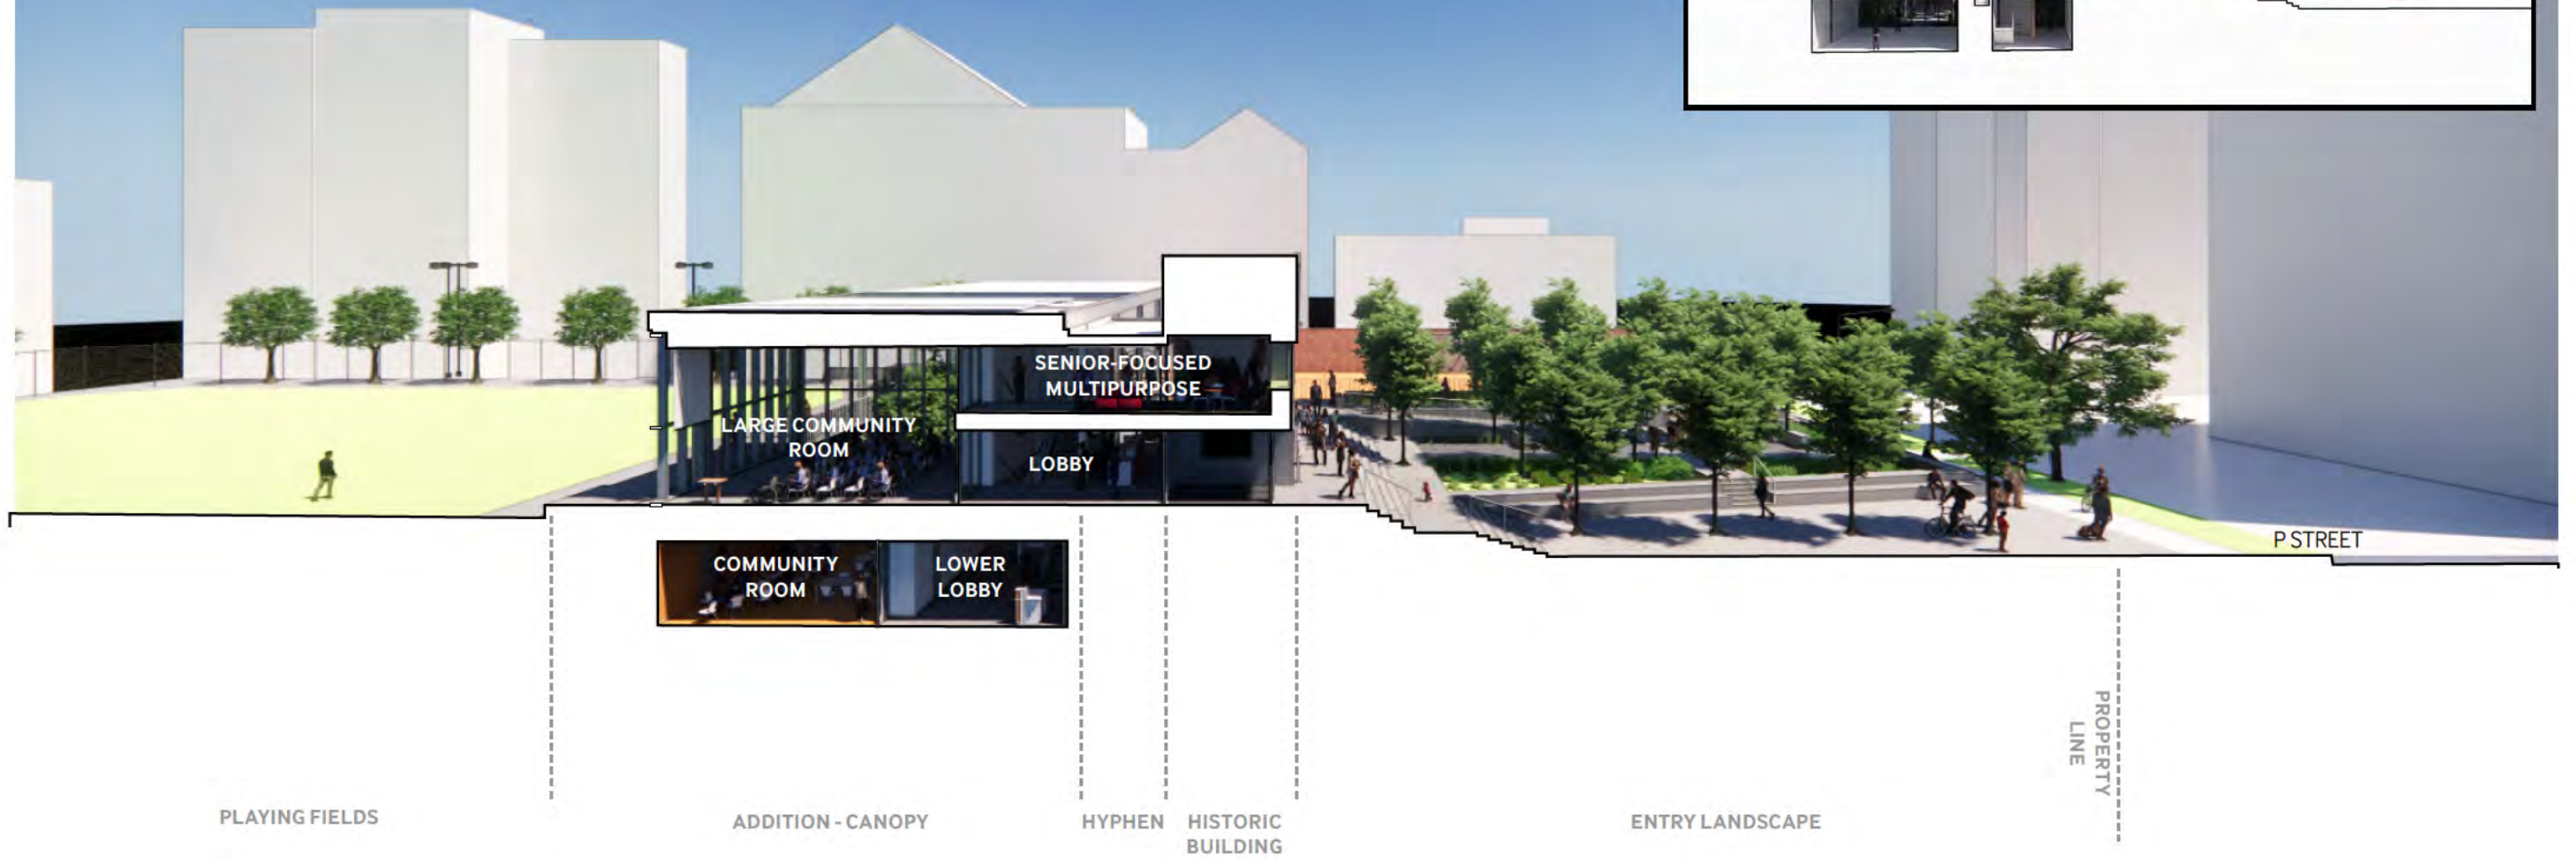 SENIOR-FOCUSED
MULTIPURPOSE
LARGE COMMUNITY
ROOM
LOBBY
COMMUNITY
ROOM
LOWER
LOBBY
P STREET
PROPERTY
LINE
PLAYING FIELDS
ADDITION - CANOPY
HYPHEN
HISTORIC
BUILDING
ENTRY LANDSCAPE